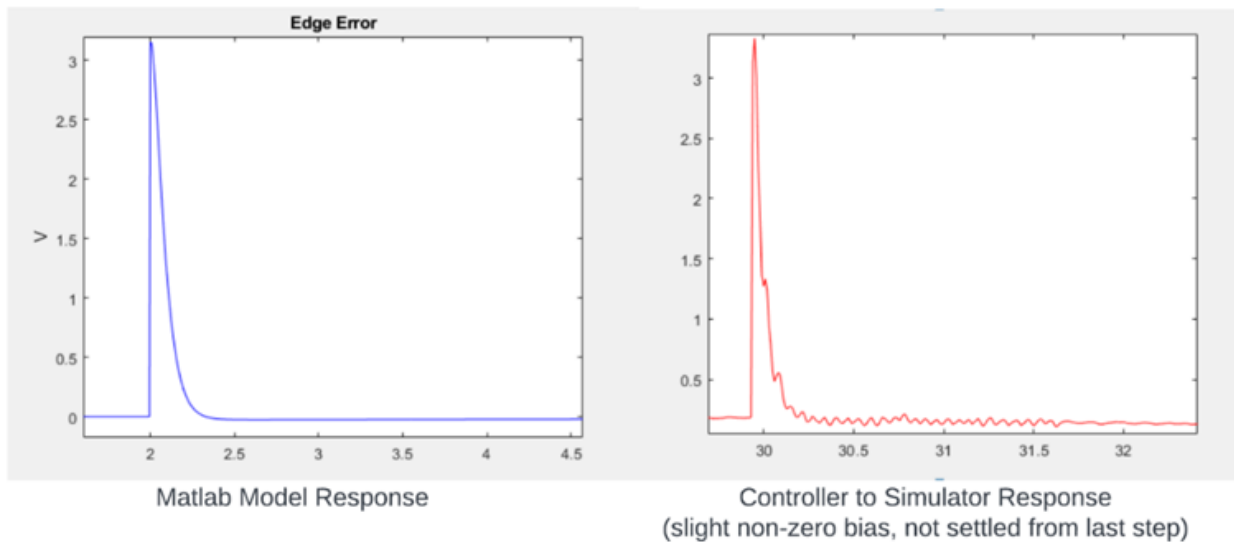 Edge Error
3
2.5
2
1.5
1
0.5
0
V
2 2.5 3 3.5 4 4.5
Matlab Model Response
3
2.5
2
1.5
1
0.5
30 30.5 31 31.5 32
Controller to Simulator Response
(slight non-zero bias, not settled from last step)